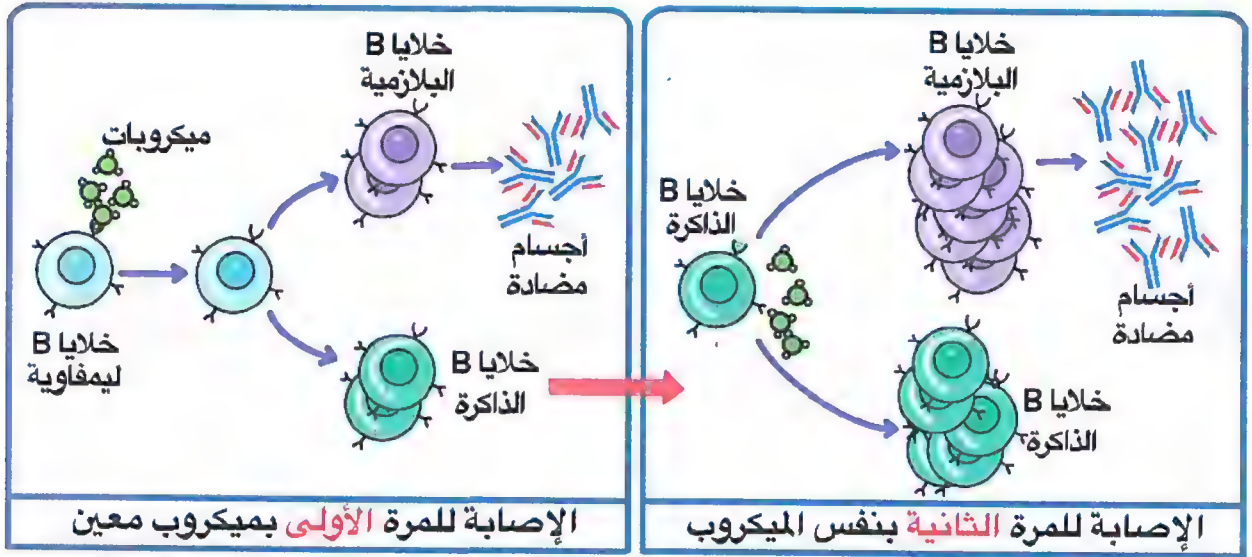 ميكروبات
خلايا B
ليمفاوية
خلايا B
البلازمية
أجسام
مضادة
خلايا B
الذاكرة
الإصابة للمرة الأولى بميكروب معين
خلايا B
الذاكرة
خلايا B
البلازمية
أجسام
مضادة
خلايا B
الذاكرة
الإصابة للمرة الثانية بنفس الميكروب